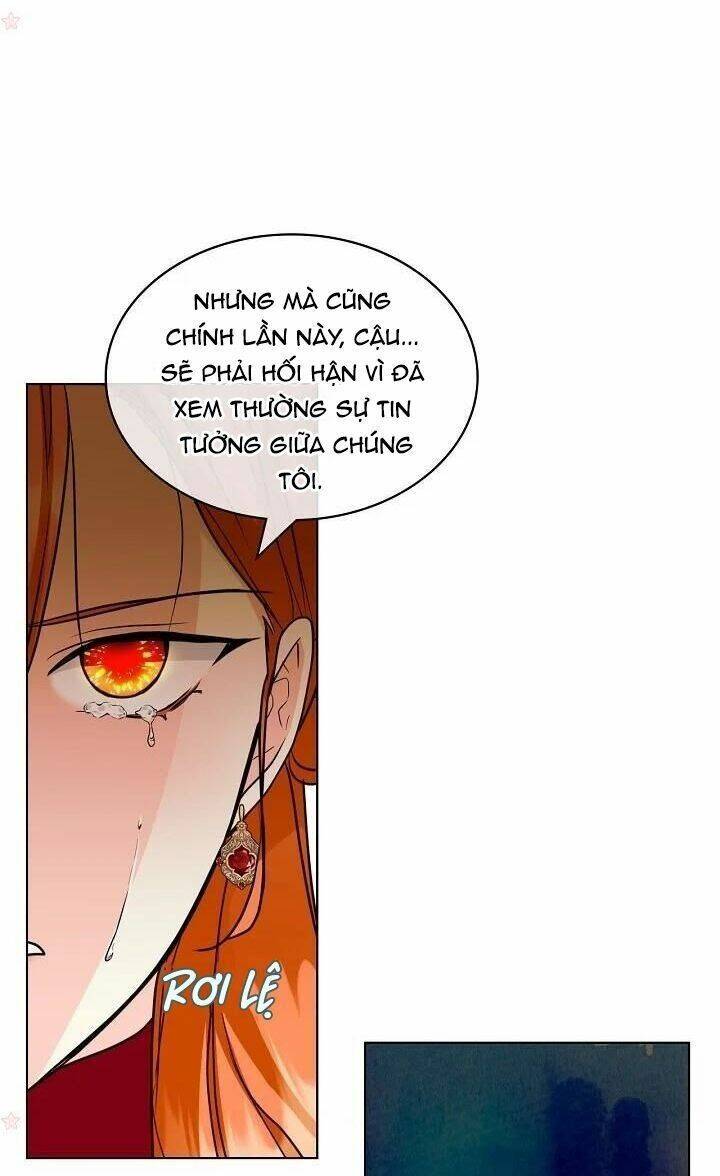 NHƯNG MÀ CŨNG
CHÍNH LẦN NÀY, CẬU...
SẼ PHẢI HỐI HẬN VÌ ĐÃ
XEM THƯỜNG SỰ TIN
TƯỞNG GIỮA CHÚNG
TÔI.
RƠI LỆ